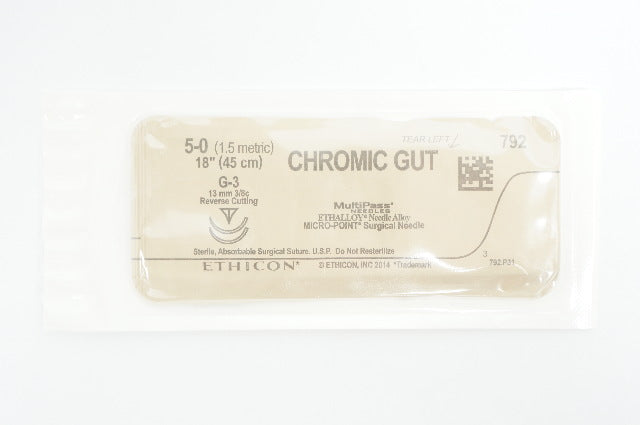 TEAR LEFT
792
5-0 (1.5 metric)
18" (45 cm)
CHROMIC GUT
G-3
13 mm 3/8c
Reverse Cutting
MultiPass*
NEEDLES
ETHALLOY* Needle Alloy
MICRO-POINT* Surgical Needle
Sterile, Absorbable Surgical Suture. U.S.P. Do Not Resterilize
ETHICON* © ETHICON, INC 2014 *Trademark
3
792.P31